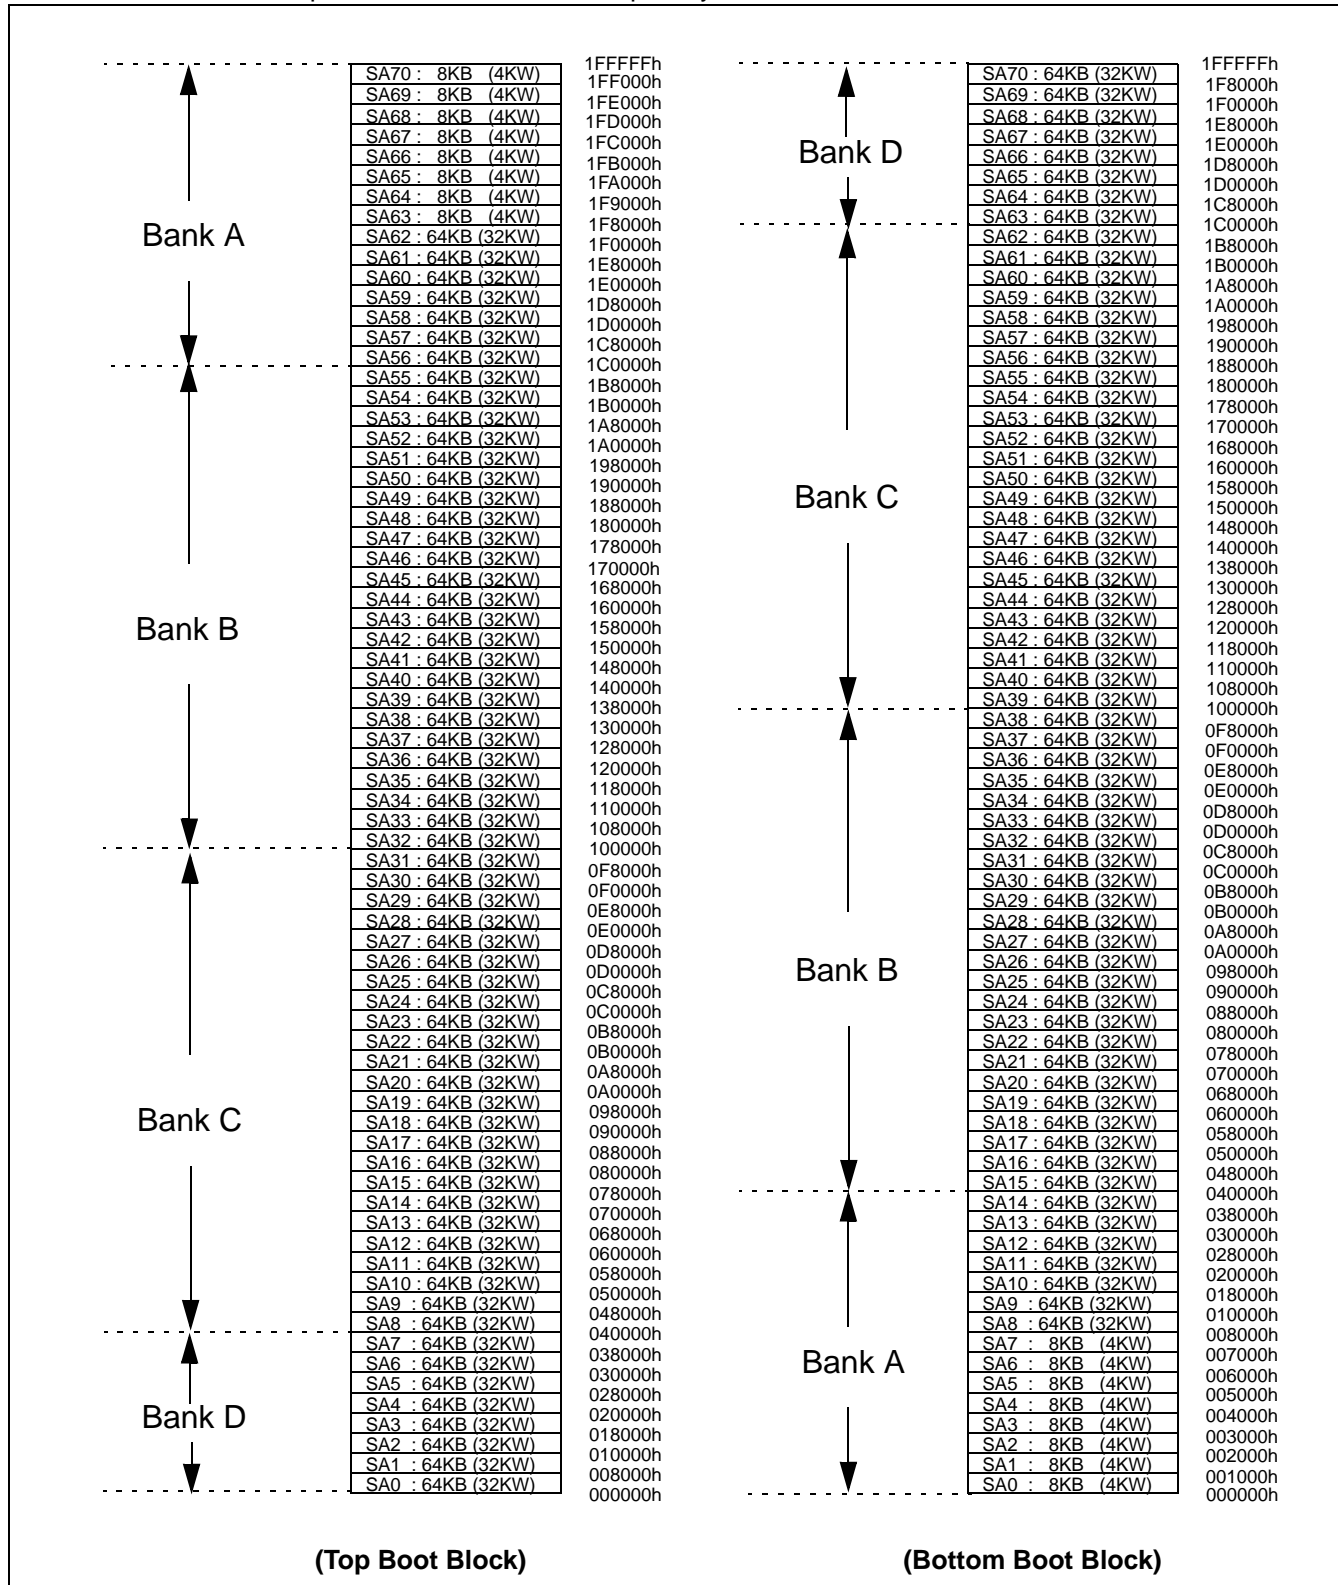 Bank A
Bank B
Bank C
Bank D
SA70 : 8KB (4KW)
SA69 : 8KB (4KW)
SA68 : 8KB (4KW)
SA67 : 8KB (4KW)
SA66 : 8KB (4KW)
SA65 : 8KB (4KW)
SA64 : 8KB (4KW)
SA63 : 8KB (4KW)
SA62 : 64KB (32KW)
SA61 : 64KB (32KW)
SA60 : 64KB (32KW)
SA59 : 64KB (32KW)
SA58 : 64KB (32KW)
SA57 : 64KB (32KW)
SA56 : 64KB (32KW)
SA55 : 64KB (32KW)
SA54 : 64KB (32KW)
SA53 : 64KB (32KW)
SA52 : 64KB (32KW)
SA51 : 64KB (32KW)
SA50 : 64KB (32KW)
SA49 : 64KB (32KW)
SA48 : 64KB (32KW)
SA47 : 64KB (32KW)
SA46 : 64KB (32KW)
SA45 : 64KB (32KW)
SA44 : 64KB (32KW)
SA43 : 64KB (32KW)
SA42 : 64KB (32KW)
SA41 : 64KB (32KW)
SA40 : 64KB (32KW)
SA39 : 64KB (32KW)
SA38 : 64KB (32KW)
SA37 : 64KB (32KW)
SA36 : 64KB (32KW)
SA35 : 64KB (32KW)
SA34 : 64KB (32KW)
SA33 : 64KB (32KW)
SA32 : 64KB (32KW)
SA31 : 64KB (32KW)
SA30 : 64KB (32KW)
SA29 : 64KB (32KW)
SA28 : 64KB (32KW)
SA27 : 64KB (32KW)
SA26 : 64KB (32KW)
SA25 : 64KB (32KW)
SA24 : 64KB (32KW)
SA23 : 64KB (32KW)
SA22 : 64KB (32KW)
SA21 : 64KB (32KW)
SA20 : 64KB (32KW)
SA19 : 64KB (32KW)
SA18 : 64KB (32KW)
SA17 : 64KB (32KW)
SA16 : 64KB (32KW)
SA15 : 64KB (32KW)
SA14 : 64KB (32KW)
SA13 : 64KB (32KW)
SA12 : 64KB (32KW)
SA11 : 64KB (32KW)
SA10 : 64KB (32KW)
SA9 : 64KB (32KW)
SA8 : 64KB (32KW)
SA7 : 64KB (32KW)
SA6 : 64KB (32KW)
SA5 : 64KB (32KW)
SA4 : 64KB (32KW)
SA3 : 64KB (32KW)
SA2 : 64KB (32KW)
SA1 : 64KB (32KW)
SA0 : 64KB (32KW)
1FFFFFh
1FF000h
1FE000h
1FD000h
1FC000h
1FB000h
1FA000h
1F9000h
1F8000h
1F0000h
1E8000h
1E0000h
1D8000h
1D0000h
1C8000h
1C0000h
1B8000h
1B0000h
1A8000h
1A0000h
198000h
190000h
188000h
180000h
178000h
170000h
168000h
160000h
158000h
150000h
148000h
140000h
138000h
130000h
128000h
120000h
118000h
110000h
108000h
100000h
0F8000h
0F0000h
0E8000h
0E0000h
0D8000h
0D0000h
0C8000h
0C0000h
0B8000h
0B0000h
0A8000h
0A0000h
098000h
090000h
088000h
080000h
078000h
070000h
068000h
060000h
058000h
050000h
048000h
040000h
038000h
030000h
028000h
020000h
018000h
010000h
008000h
000000h
(Top Boot Block)
Bank D
Bank C
Bank B
Bank A
SA70 : 64KB (32KW)
SA69 : 64KB (32KW)
SA68 : 64KB (32KW)
SA67 : 64KB (32KW)
SA66 : 64KB (32KW)
SA65 : 64KB (32KW)
SA64 : 64KB (32KW)
SA63 : 64KB (32KW)
SA62 : 64KB (32KW)
SA61 : 64KB (32KW)
SA60 : 64KB (32KW)
SA59 : 64KB (32KW)
SA58 : 64KB (32KW)
SA57 : 64KB (32KW)
SA56 : 64KB (32KW)
SA55 : 64KB (32KW)
SA54 : 64KB (32KW)
SA53 : 64KB (32KW)
SA52 : 64KB (32KW)
SA51 : 64KB (32KW)
SA50 : 64KB (32KW)
SA49 : 64KB (32KW)
SA48 : 64KB (32KW)
SA47 : 64KB (32KW)
SA46 : 64KB (32KW)
SA45 : 64KB (32KW)
SA44 : 64KB (32KW)
SA43 : 64KB (32KW)
SA42 : 64KB (32KW)
SA41 : 64KB (32KW)
SA40 : 64KB (32KW)
SA39 : 64KB (32KW)
SA38 : 64KB (32KW)
SA37 : 64KB (32KW)
SA36 : 64KB (32KW)
SA35 : 64KB (32KW)
SA34 : 64KB (32KW)
SA33 : 64KB (32KW)
SA32 : 64KB (32KW)
SA31 : 64KB (32KW)
SA30 : 64KB (32KW)
SA29 : 64KB (32KW)
SA28 : 64KB (32KW)
SA27 : 64KB (32KW)
SA26 : 64KB (32KW)
SA25 : 64KB (32KW)
SA24 : 64KB (32KW)
SA23 : 64KB (32KW)
SA22 : 64KB (32KW)
SA21 : 64KB (32KW)
SA20 : 64KB (32KW)
SA19 : 64KB (32KW)
SA18 : 64KB (32KW)
SA17 : 64KB (32KW)
SA16 : 64KB (32KW)
SA15 : 64KB (32KW)
SA14 : 64KB (32KW)
SA13 : 64KB (32KW)
SA12 : 64KB (32KW)
SA11 : 64KB (32KW)
SA10 : 64KB (32KW)
SA9 : 64KB (32KW)
SA8 : 64KB (32KW)
SA7 : 8KB (4KW)
SA6 : 8KB (4KW)
SA5 : 8KB (4KW)
SA4 : 8KB (4KW)
SA3 : 8KB (4KW)
SA2 : 8KB (4KW)
SA1 : 8KB (4KW)
SA0 : 8KB (4KW)
1FFFFFh
1F8000h
1F0000h
1E8000h
1E0000h
1D8000h
1D0000h
1C8000h
1C0000h
1B8000h
1B0000h
1A8000h
1A0000h
198000h
190000h
188000h
180000h
178000h
170000h
168000h
160000h
158000h
150000h
148000h
140000h
138000h
130000h
128000h
120000h
118000h
110000h
108000h
100000h
0F8000h
0F0000h
0E8000h
0E0000h
0D8000h
0D0000h
0C8000h
0C0000h
0B8000h
0B0000h
0A8000h
0A0000h
098000h
090000h
088000h
080000h
078000h
070000h
068000h
060000h
058000h
050000h
048000h
040000h
038000h
030000h
028000h
020000h
018000h
010000h
008000h
007000h
006000h
005000h
004000h
003000h
002000h
001000h
000000h
(Bottom Boot Block)